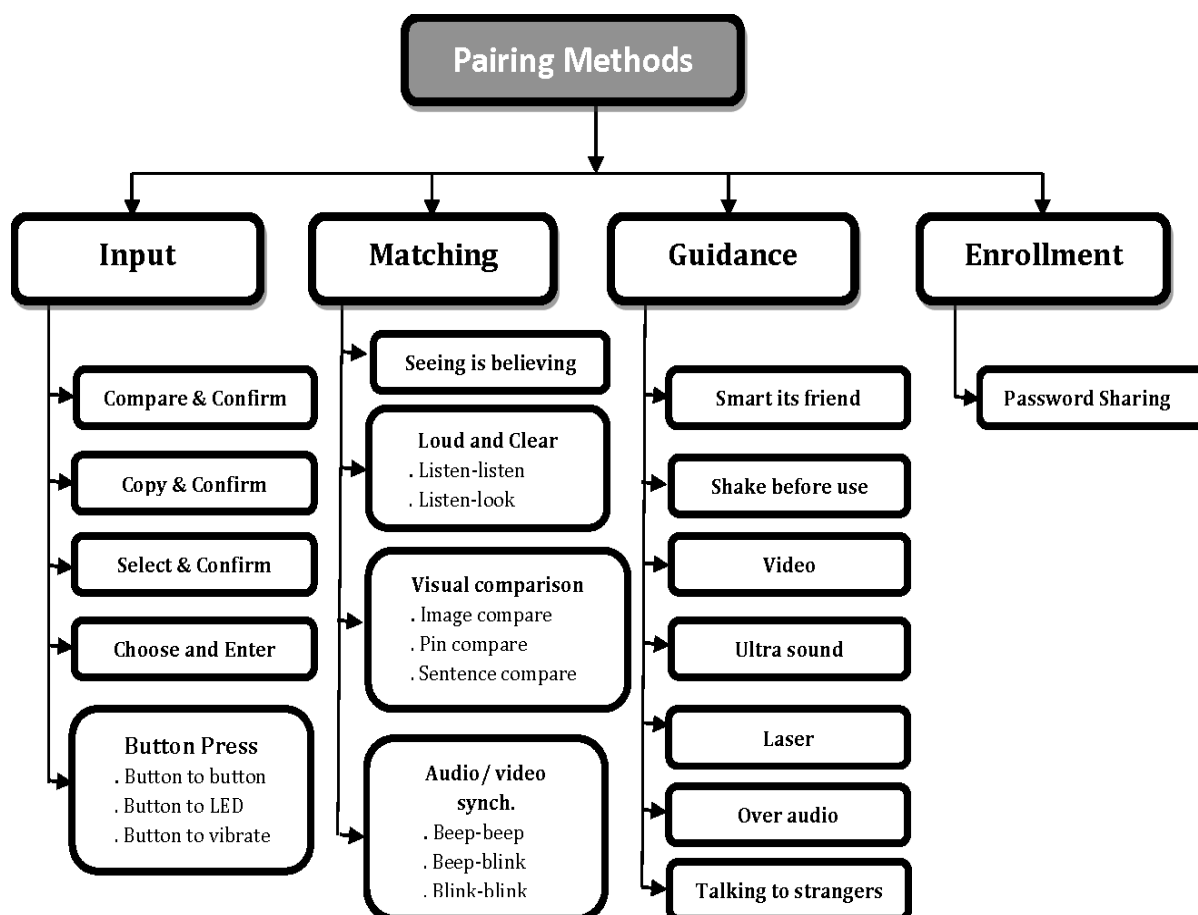 Pairing Methods
Input
Compare & Confirm
Copy & Confirm
Select & Confirm
Choose and Enter
Button Press
. Button to button
. Button to LED
. Button to vibrate
Matching
Seeing is believing
Loud and Clear
. Listen-listen
. Listen-look
Visual comparison
. Image compare
. Pin compare
. Sentence compare
Audio/ video
synch.
. Beep-beep
. Beep-blink
. Blink-blink
Guidance
Smart its friend
Shake before use
Video
Ultra sound
Laser
Over audio
Talking to strangers
Enrollment
Password Sharing